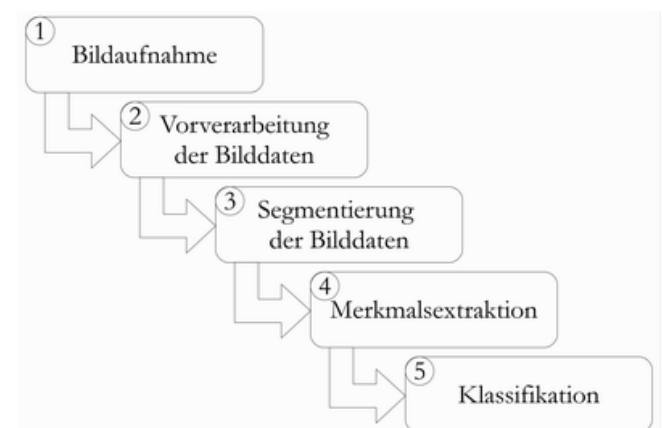 1
Bildaufnahme
2
Vorverarbeitung
der Bilddaten
3
Segmentierung
der Bilddaten
4
Merkmalsextraktion
5
Klassifikation